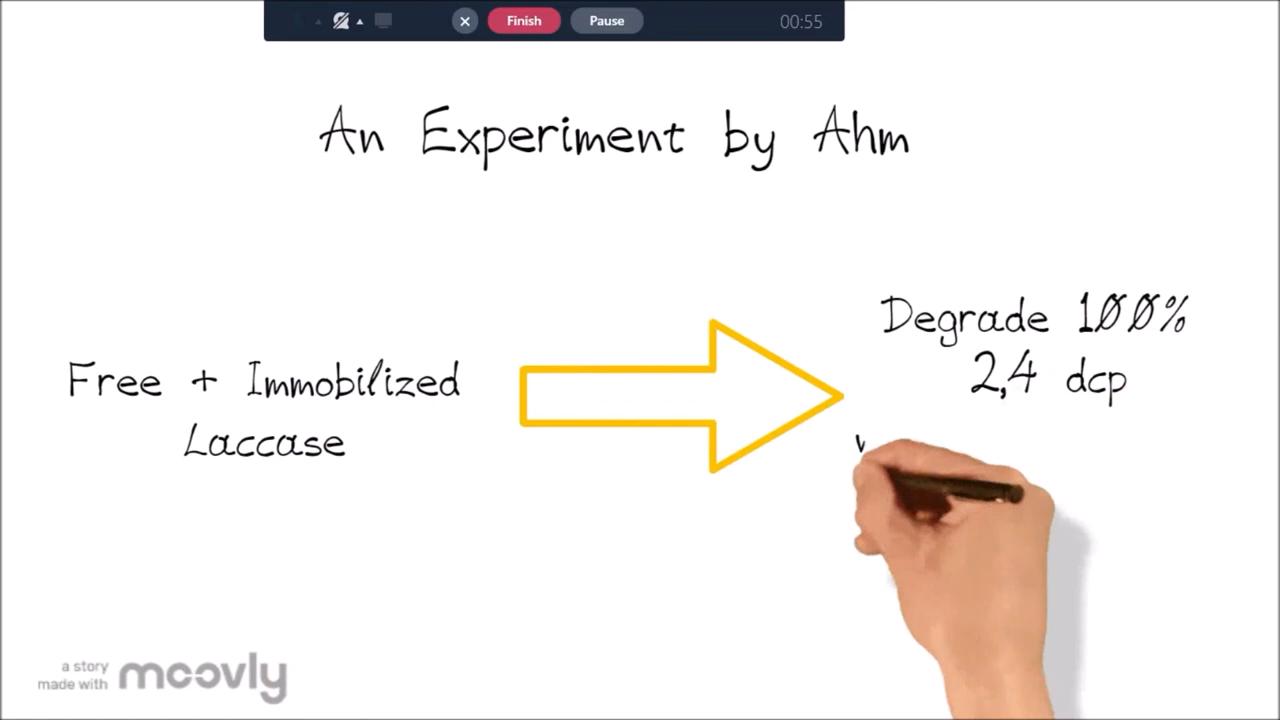 Finish
Pause
00:55
An Experiment by Ahm
Free + Immobilized
Laccase
Degrade 100%
2,4 dcp
a story
made with moovly